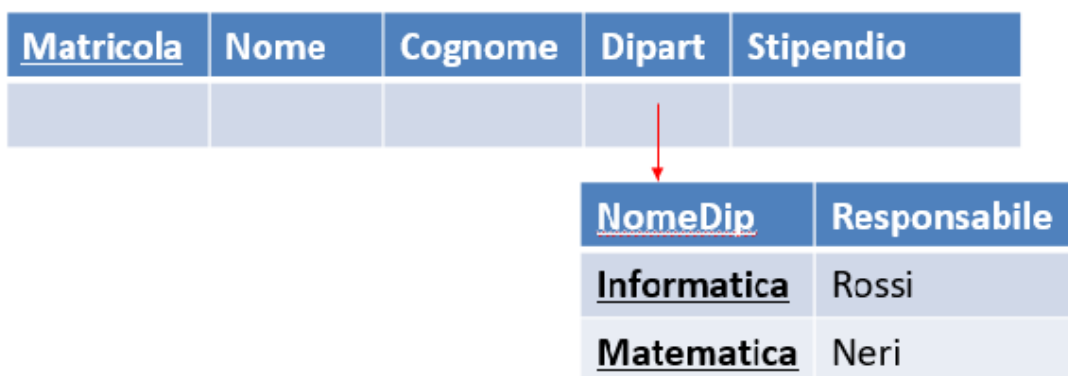 Matricola Nome Cognome Dipart Stipendio
NomeDip Responsabile
Informatica Rossi
Matematica Neri